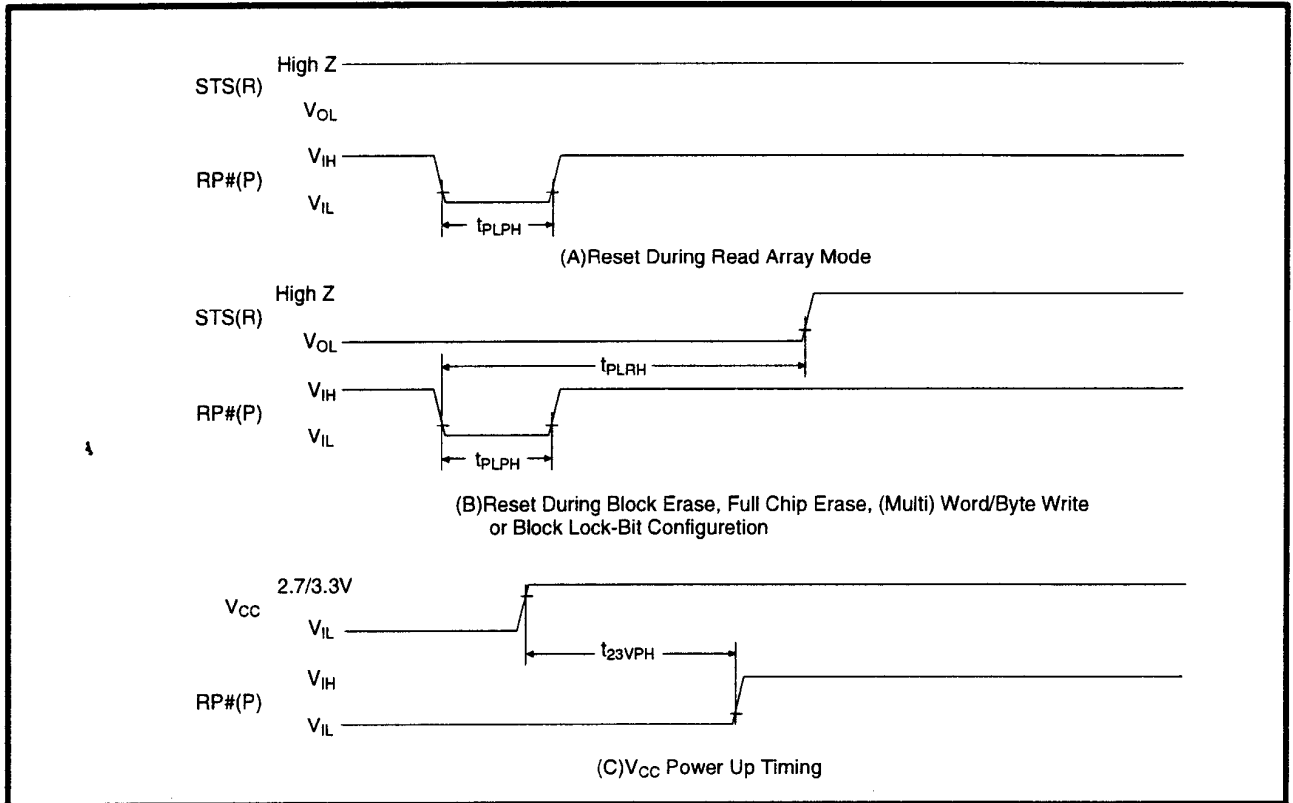 High Z
STS(R)
VOL
VIH
RP#(P)
VIL
tPLPH
(A)Reset During Read Array Mode
High Z
STS(R)
VOL
tPLRH
VIH
RP#(P)
VIL
tPLPH
(B)Reset During Block Erase, Full Chip Erase, (Multi) Word/Byte Write
or Block Lock-Bit Configuretion
2.7/3.3V
VCC
VIL
t23VPH
VIH
RP#(P)
VIL
(C)VCC Power Up Timing